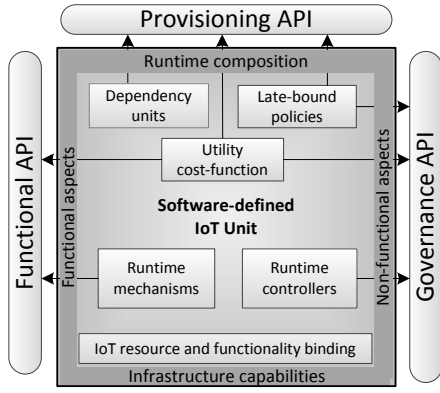 Provisioning API
Runtime composition
Dependency
units
Late-bound
policies
Utility
cost-function
Functional API
Functional aspects
Software-defined
IoT Unit
Non-functional aspects
Governance API
Runtime
mechanisms
Runtime
controllers
IoT resource and functionality binding
Infrastructure capabilities